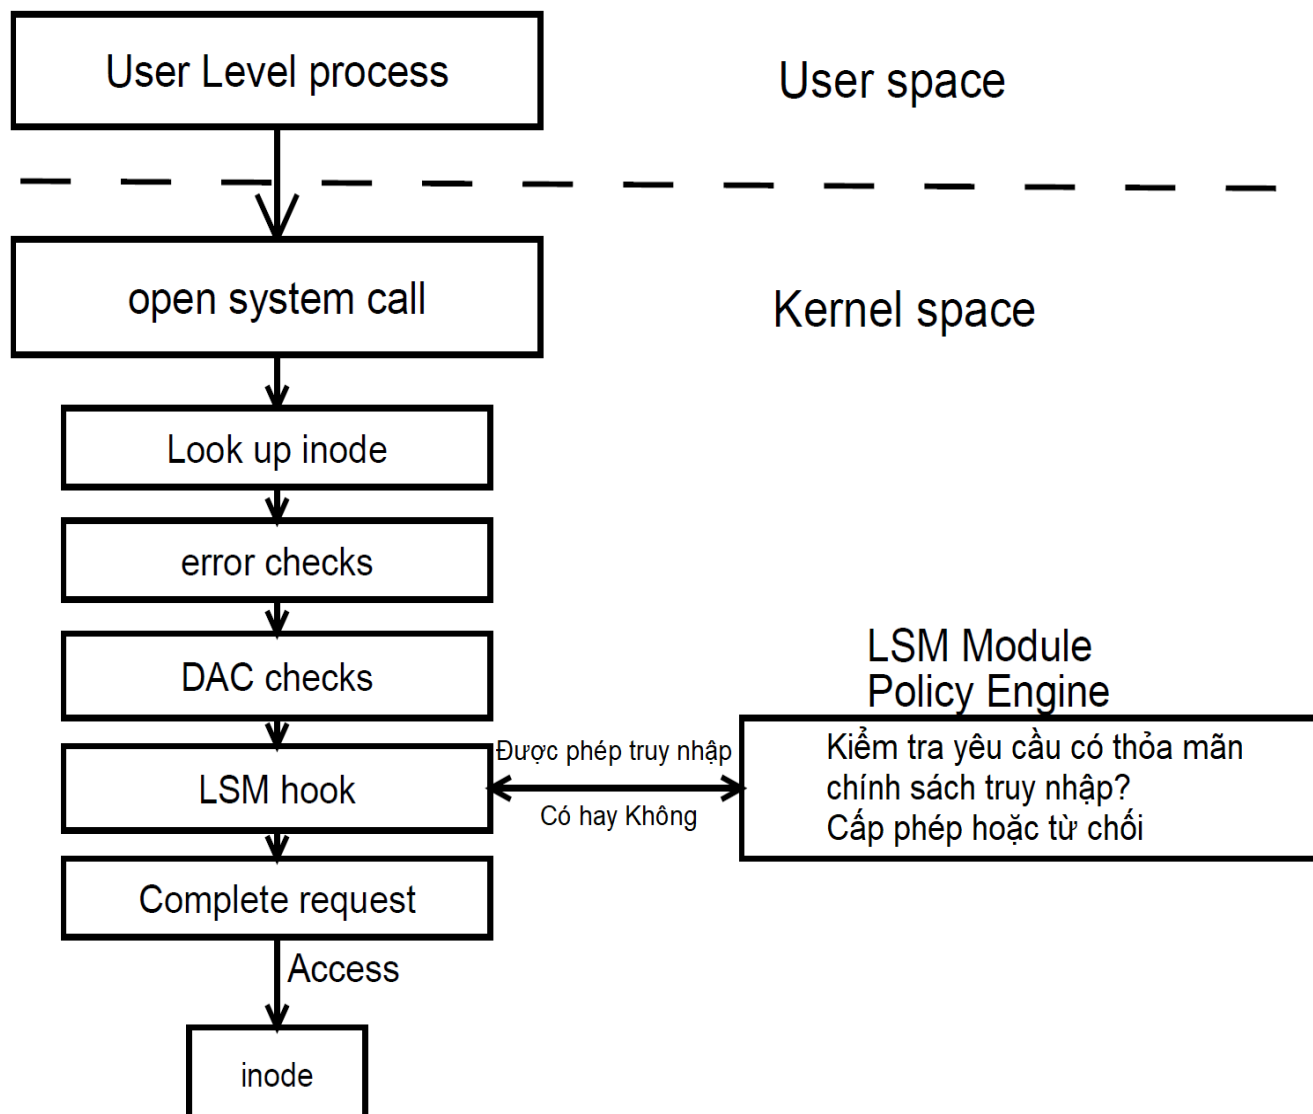 User Level process
User space
open system call
Kernel space
Look up inode
error checks
DAC checks
LSM Module
Policy Engine
LSM hook
Được phép truy nhập
Có hay Không
Kiểm tra yêu cầu có thỏa mãn
chính sách truy nhập?
Cấp phép hoặc từ chối
Complete request
Access
inode